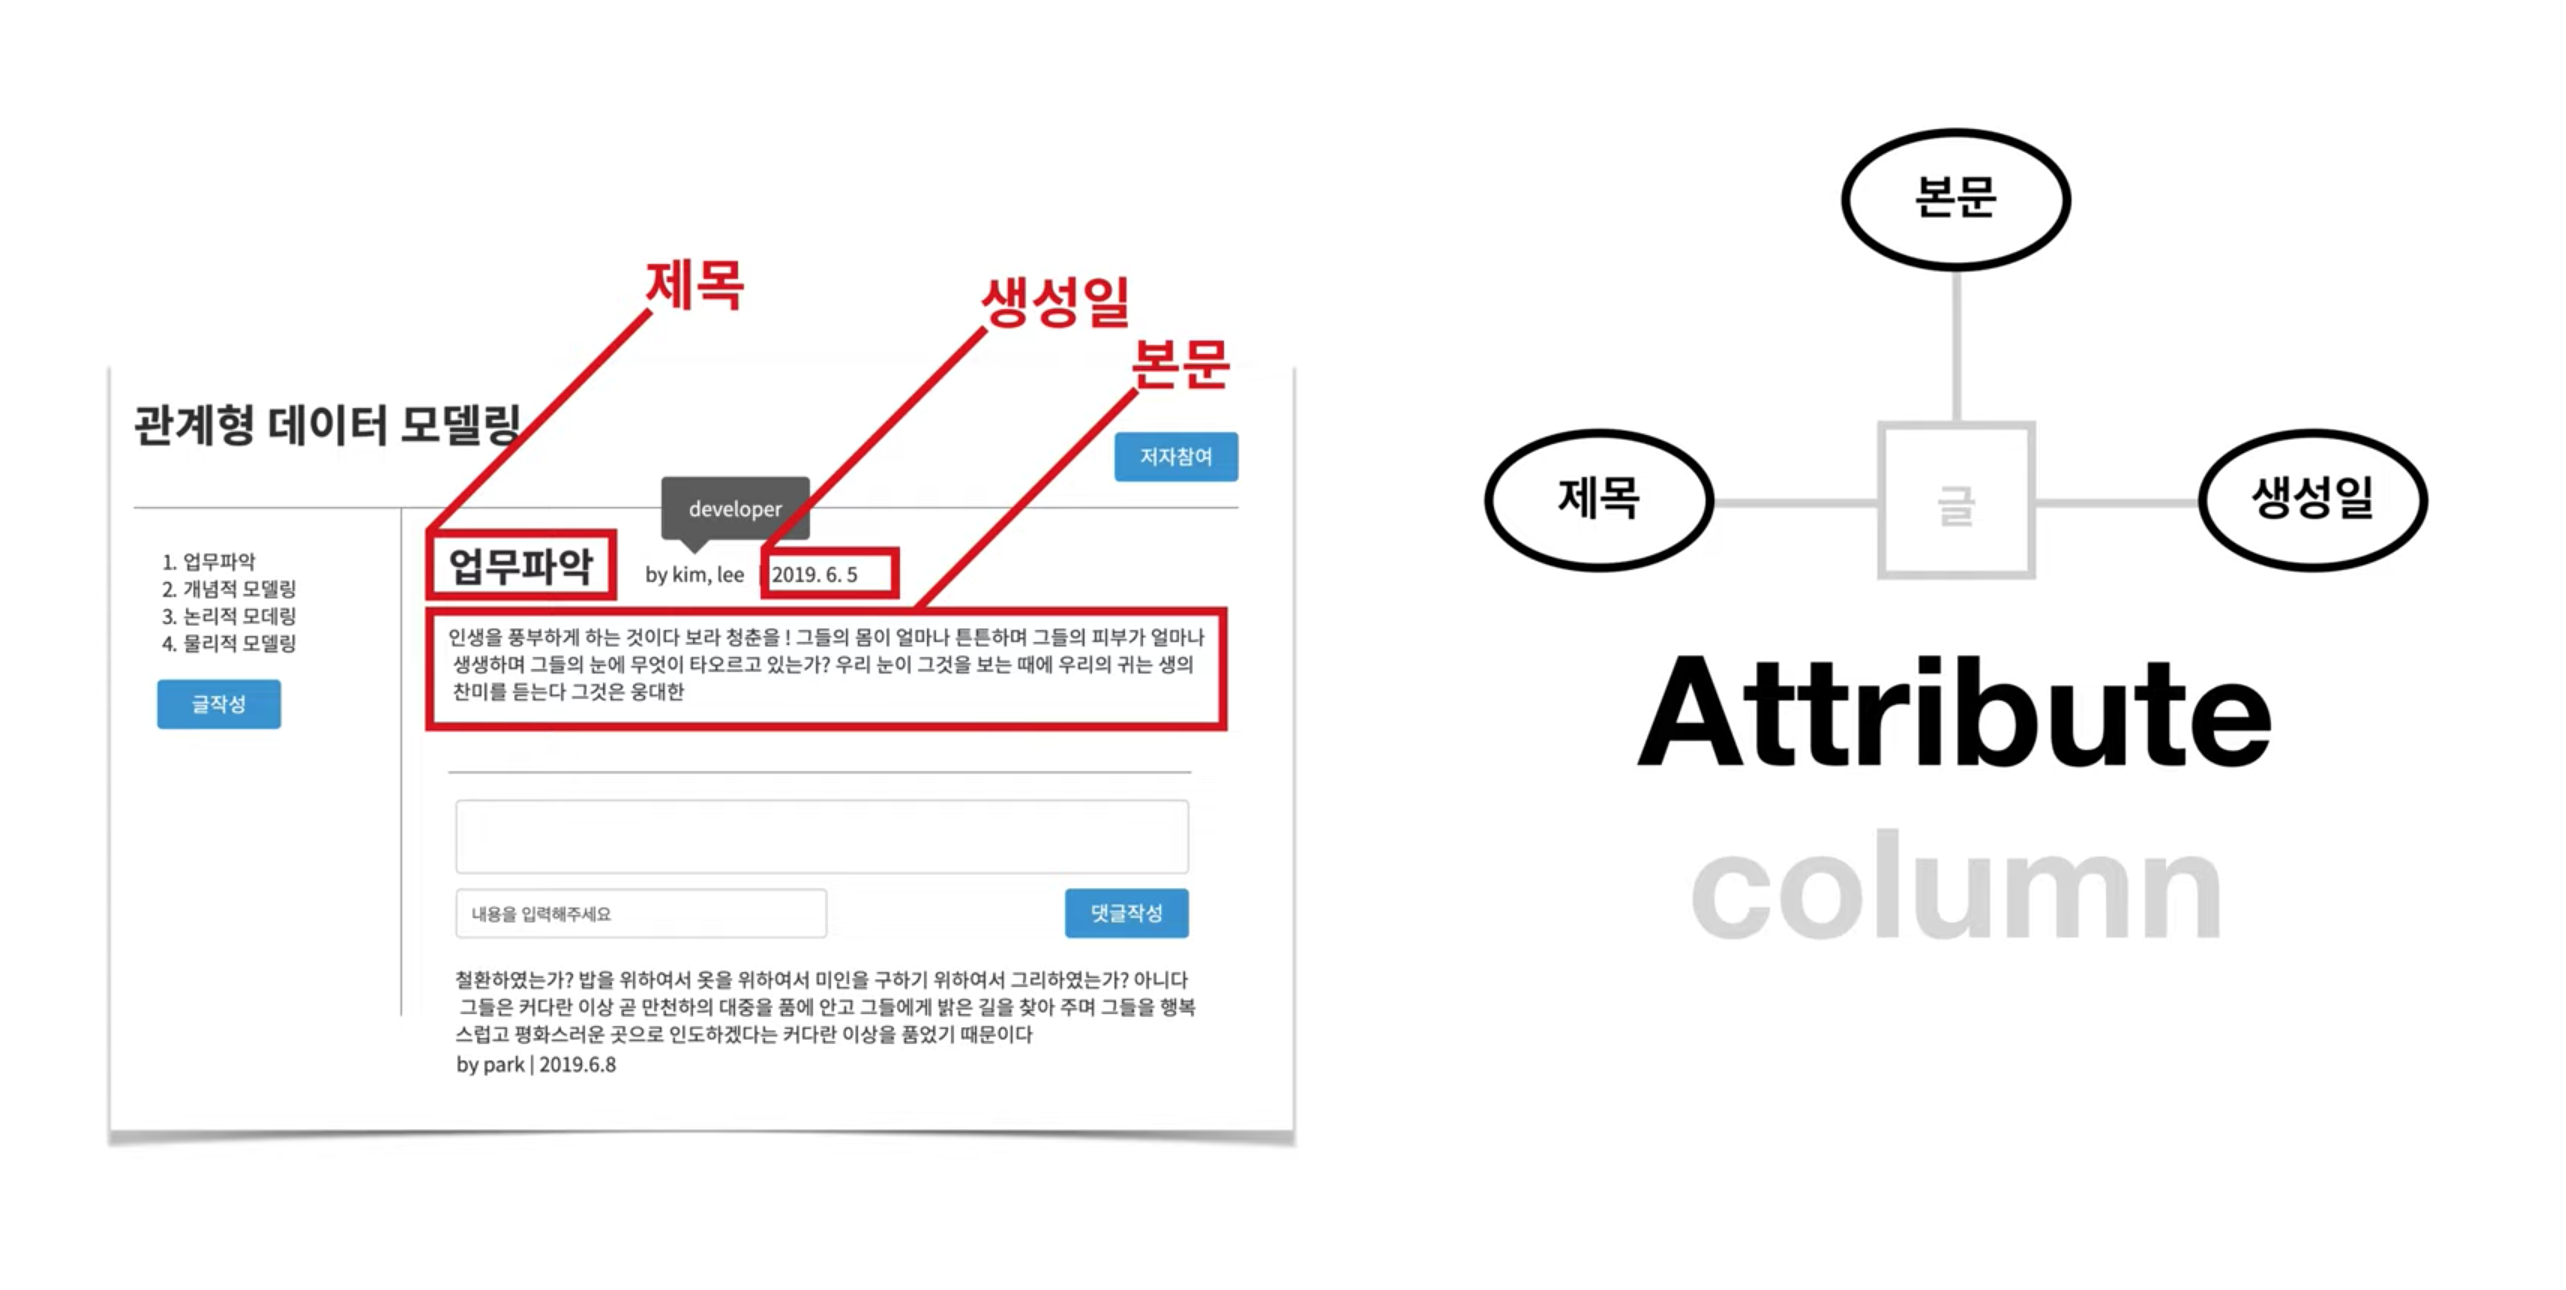 제목
생성일
본문
관계형 데이터 모델링
저자참여
developer
1. 업무파악
2. 개념적 모델링
3. 논리적 모데링
4. 물리적 모델링
글작성
업무파악
by kim, lee | 2019. 6. 5
인생을 풍부하게 하는 것이다 보라 청춘을 ! 그들의 몸이 얼마나 튼튼하며 그들의 피부가 얼마나
생생하며 그들의 눈에 무엇이 타오르고 있는가? 우리 눈이 그것을 보는 때에 우리의 귀는 생의
찬미를 듣는다 그것은 웅대한
내용을 입력해주세요
댓글작성
철환하였는가? 밥을 위하여서 옷을 위하여서 미인을 구하기 위하여서 그리하였는가? 아니다
그들은 커다란 이상 곧 만천하의 대중을 품에 안고 그들에게 밝은 길을 찾아 주며 그들을 행복
스럽고 평화스러운 곳으로 인도하겠다는 커다란 이상을 품었기 때문이다
by park | 2019.6.8
본문
제목
글
생성일
Attribute
column